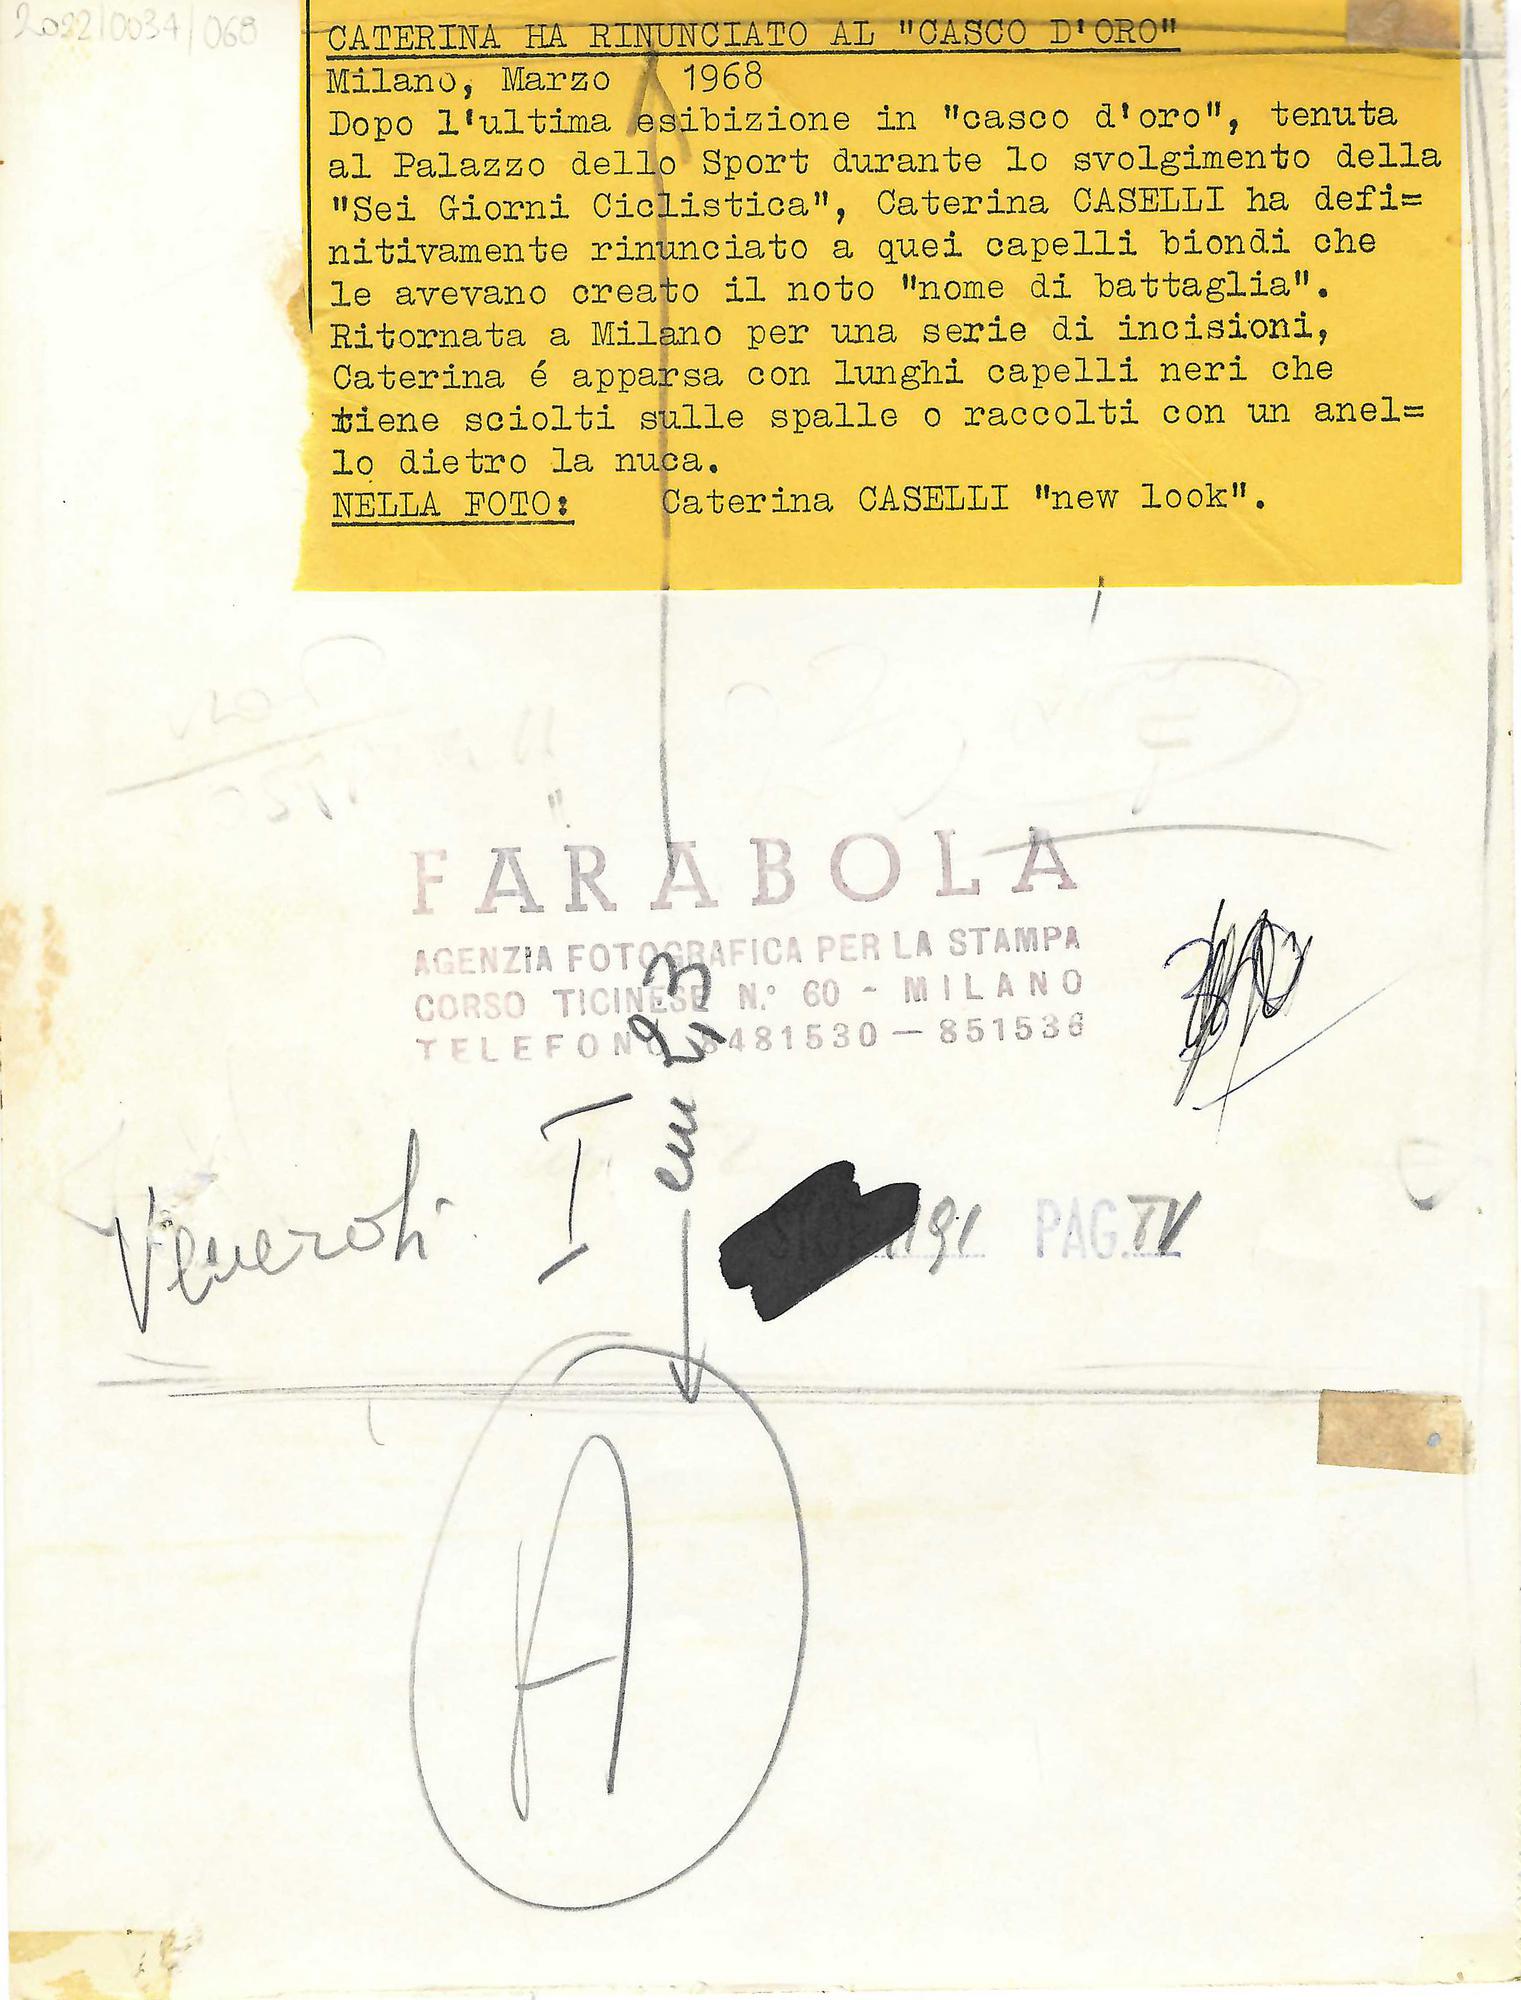 2022/0034/068
CATERINA HA RINUNCIATO AL "CASCO D'ORO"
Milano, Marzo 1968
Dopo l'ultima esibizione in "casco d'oro", tenuta
al Palazzo dello Sport durante lo svolgimento della
"Sei Giorni Ciclistica", Caterina CASELLI ha defi=
nitivamente rinunciato a quei capelli biondi che
le avevano creato il noto "nome di battaglia".
Ritornata a Milano per una serie di incisioni,
Caterina é apparsa con lunghi capelli neri che
tiene sciolti sulle spalle o raccolti con un anel=
lo dietro la nuca.
NELLA FOTO: Caterina CASELLI "new look".
FARABOLA
AGENZIA FOTOGRAFICA PER LA STAMPA
CORSO TICINESE N.° 60 - MILANO
TELEFONO 8481530 - 851536
cm 23
I
PAG. IV
A